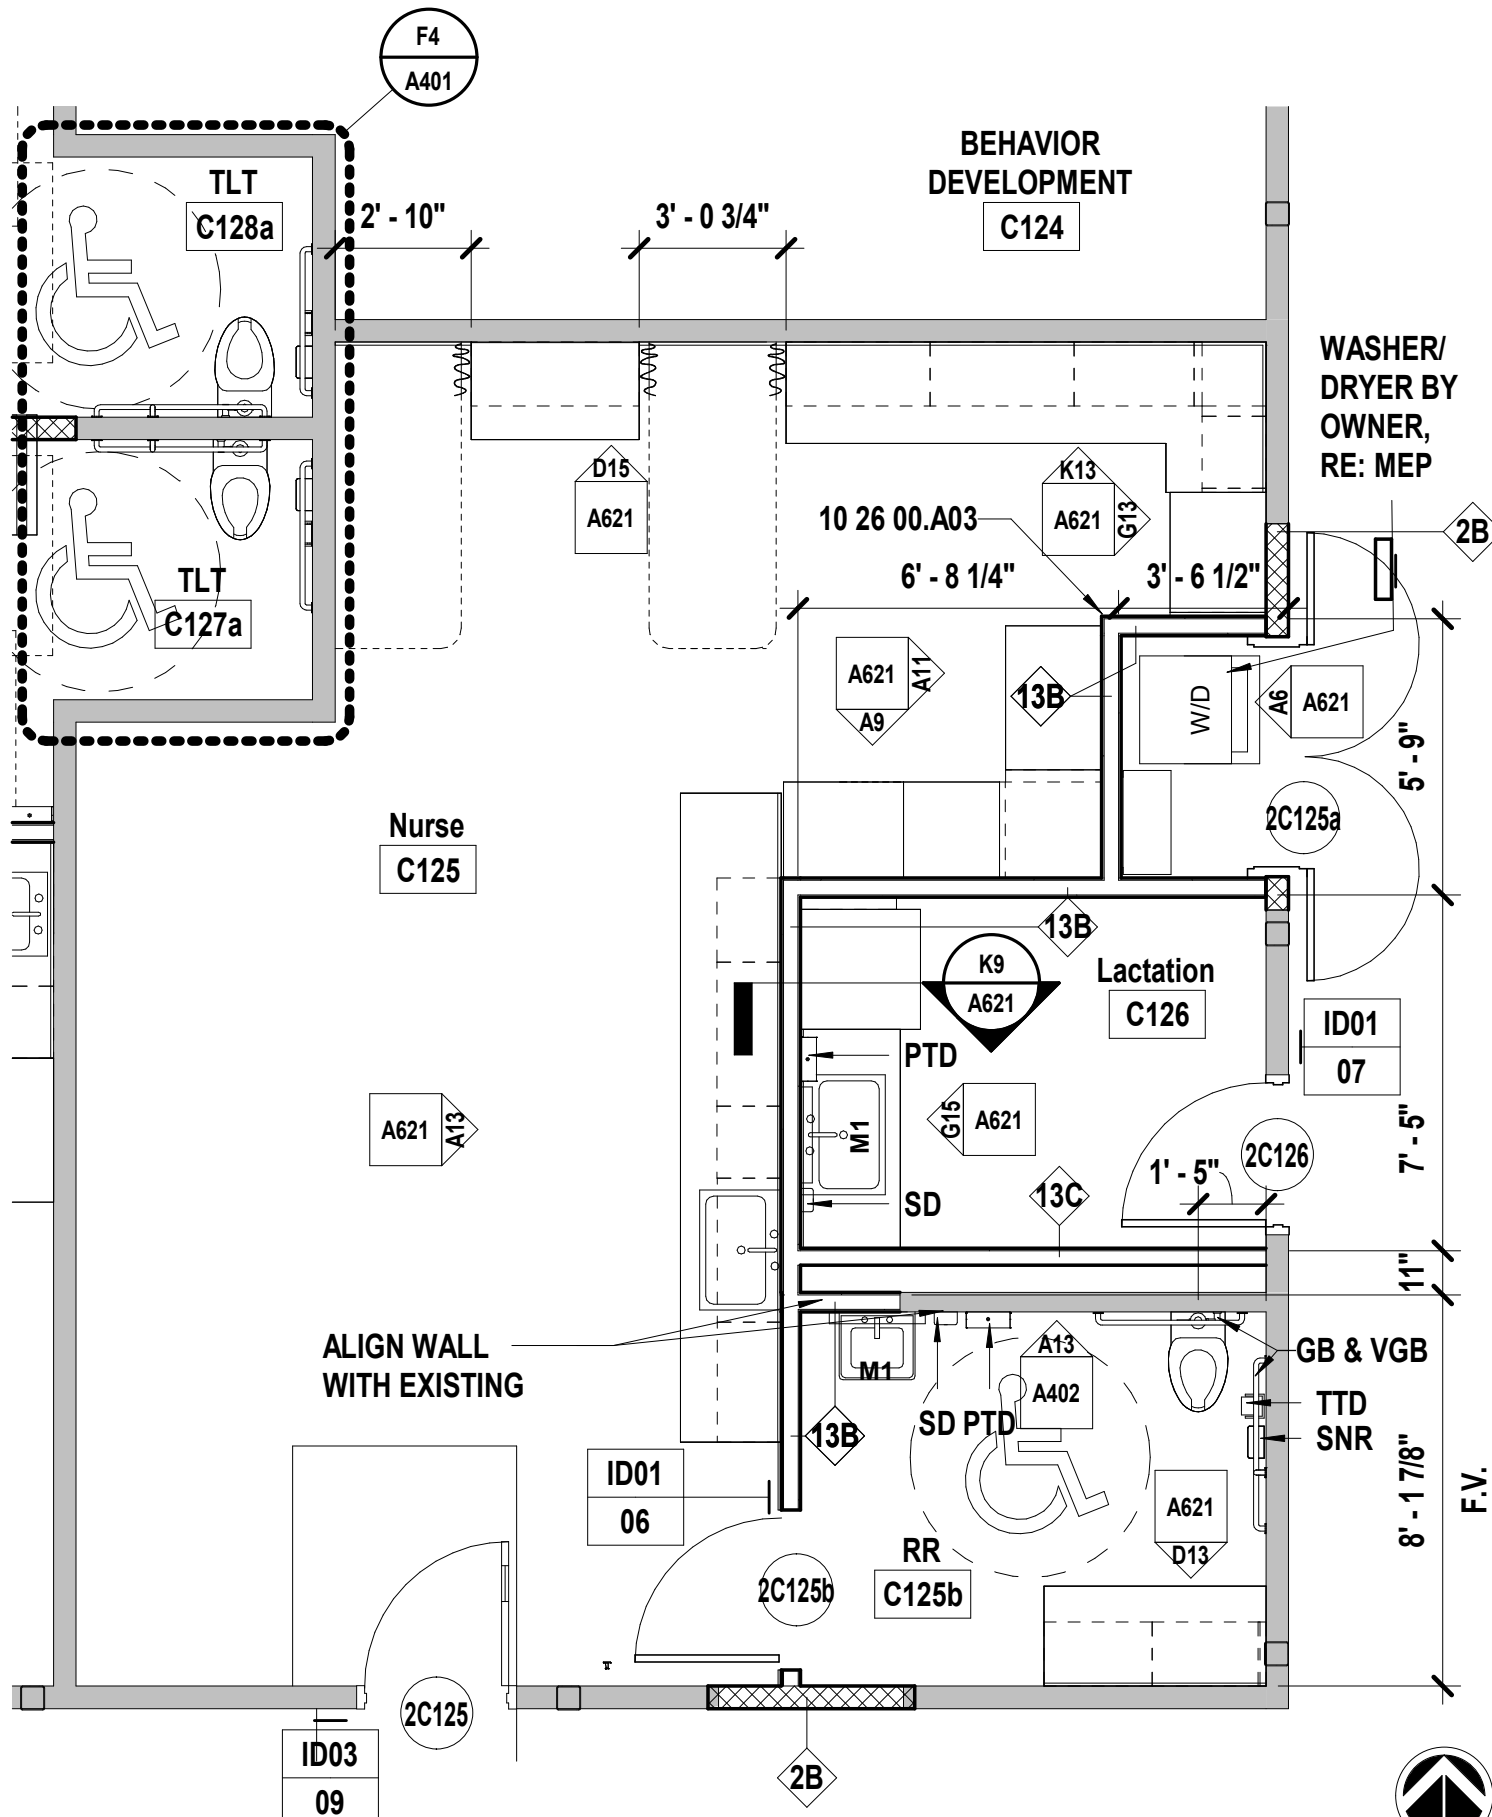 F4
A401
BEHAVIOR
DEVELOPMENT
C124
TLT
C128a
2' - 10"
3' - 0 3/4"
WASHER/
DRYER BY
OWNER,
RE: MEP
D15
A621
K13
A621
G13
10 26 00.A03
2B
6' - 8 1/4"
3' - 6 1/2"
TLT
C127a
A621
A11
A9
13B
W/D
A6
A621
5' - 9"
2C125a
Nurse
C125
13B
K9
A621
Lactation
C126
ID01
07
PTD
A621
A13
M1
G15
A621
2C126
7' - 5"
1' - 5"
13C
SD
11"
ALIGN WALL
WITH EXISTING
M1
A13
A402
GB & VGB
TTD
SNR
SD PTD
13B
ID01
06
A621
D13
8' - 1 7/8"
F.V.
RR
C125b
2C125b
2C125
ID03
09
2B